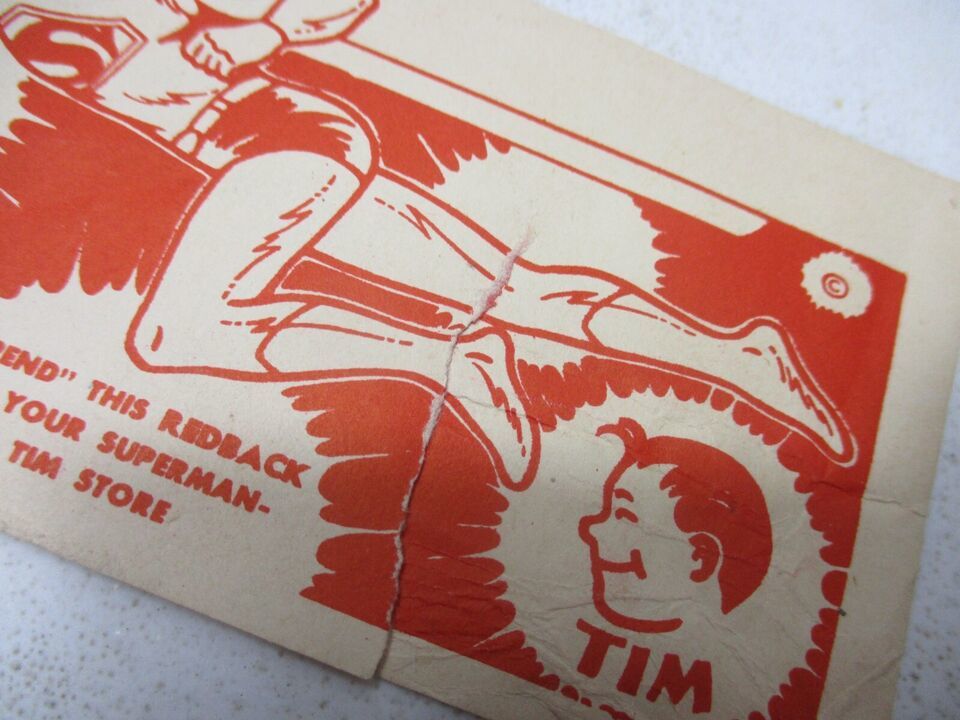 ©
" THIS REDBACK
YOUR SUPERMAN-
TIM STORE
TIM